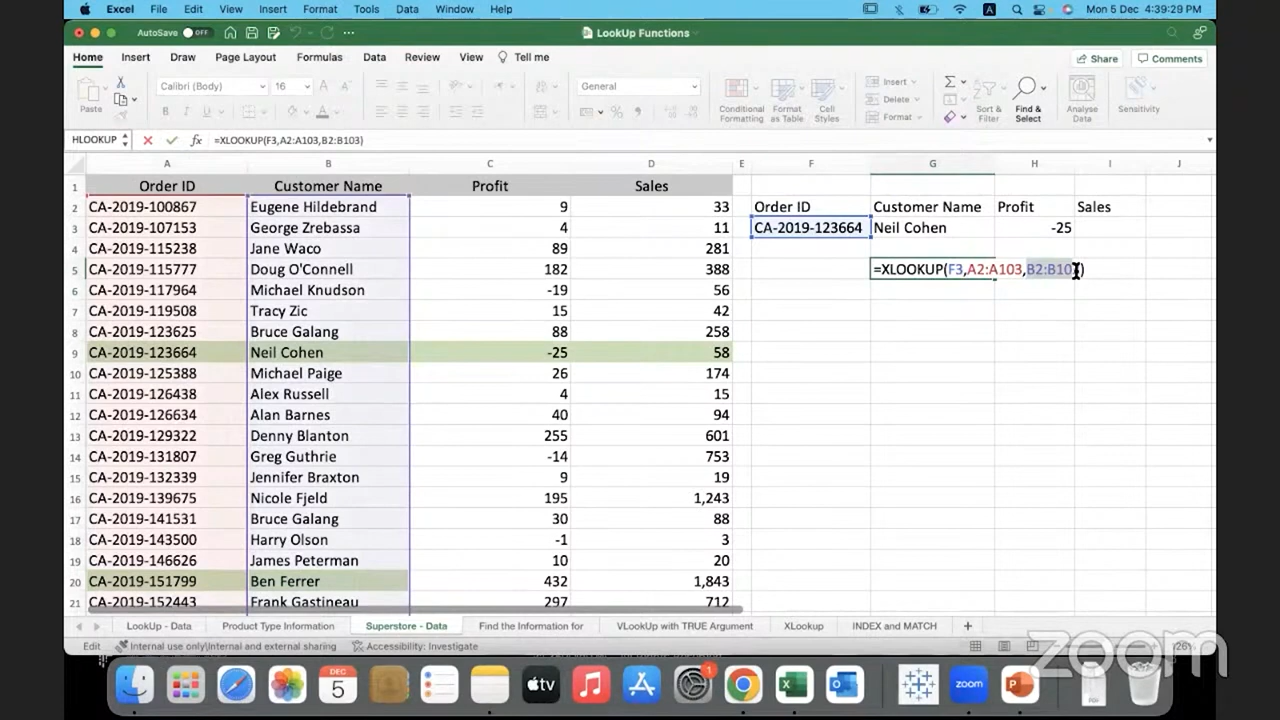 Excel File Edit View Insert Format Tools Data Window Help A Mon 5 Dec 4:39:29 PM
AutoSave OFF LookUp Functions
Home Insert Draw Page Layout Formulas Data Review View Tell me Share Comments
Paste Calibri (Body) 16 General Conditional Formatting Format as Table Cell Styles Insert Delete Format Sort & Filter Find & Select Analyse Data Sensitivity
HLOOKUP fx =XLOOKUP(F3,A2:A103,B2:B103)
A B C D E F G H I J
1 Order ID Customer Name Profit Sales
2 CA-2019-100867 Eugene Hildebrand 9 33 Order ID Customer Name Profit Sales
3 CA-2019-107153 George Zrebassa 4 11 CA-2019-123664 Neil Cohen -25
4 CA-2019-115238 Jane Waco 89 281
5 CA-2019-115777 Doug O'Connell 182 388 =XLOOKUP(F3,A2:A103,B2:B103)
6 CA-2019-117964 Michael Knudson -19 56
7 CA-2019-119508 Tracy Zic 15 42
8 CA-2019-123625 Bruce Galang 88 258
9 CA-2019-123664 Neil Cohen -25 58
10 CA-2019-125388 Michael Paige 26 174
11 CA-2019-126438 Alex Russell 4 15
12 CA-2019-126634 Alan Barnes 40 94
13 CA-2019-129322 Denny Blanton 255 601
14 CA-2019-131807 Greg Guthrie -14 753
15 CA-2019-132339 Jennifer Braxton 9 19
16 CA-2019-139675 Nicole Fjeld 195 1,243
17 CA-2019-141531 Bruce Galang 30 88
18 CA-2019-143500 Harry Olson -1 3
19 CA-2019-146626 James Peterman 10 20
20 CA-2019-151799 Ben Ferrer 432 1,843
21 CA-2019-152443 Frank Gastineau 297 712
LookUp - Data Product Type Information Superstore - Data Find the Information for VLookUp with TRUE Argument XLookup INDEX and MATCH +
Edit Internal use only\Internal and external sharing Accessibility: Investigate
zoom
DEC 5 tv 1 zoom